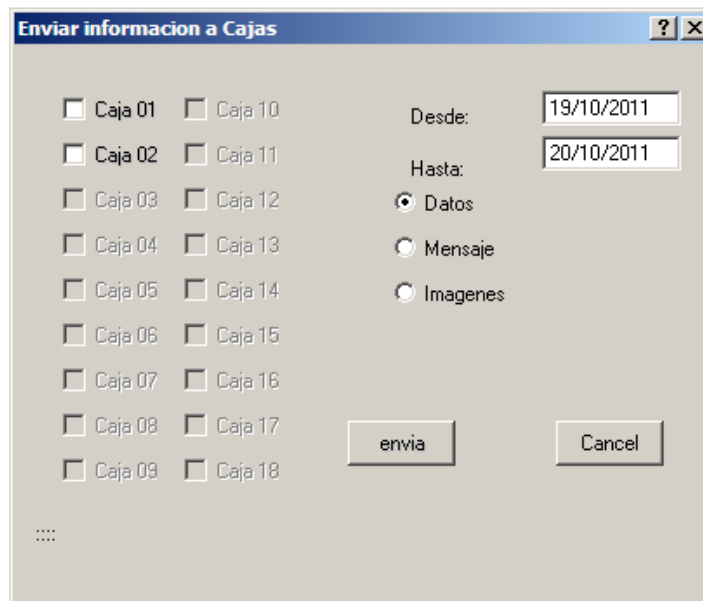 Enviar informacion a Cajas
Caja 01 Caja 10
Caja 02 Caja 11
Caja 03 Caja 12
Caja 04 Caja 13
Caja 05 Caja 14
Caja 06 Caja 15
Caja 07 Caja 16
Caja 08 Caja 17
Caja 09 Caja 18
Desde: 19/10/2011
Hasta: 20/10/2011
Datos
Mensaje
Imagenes
envia Cancel
::::